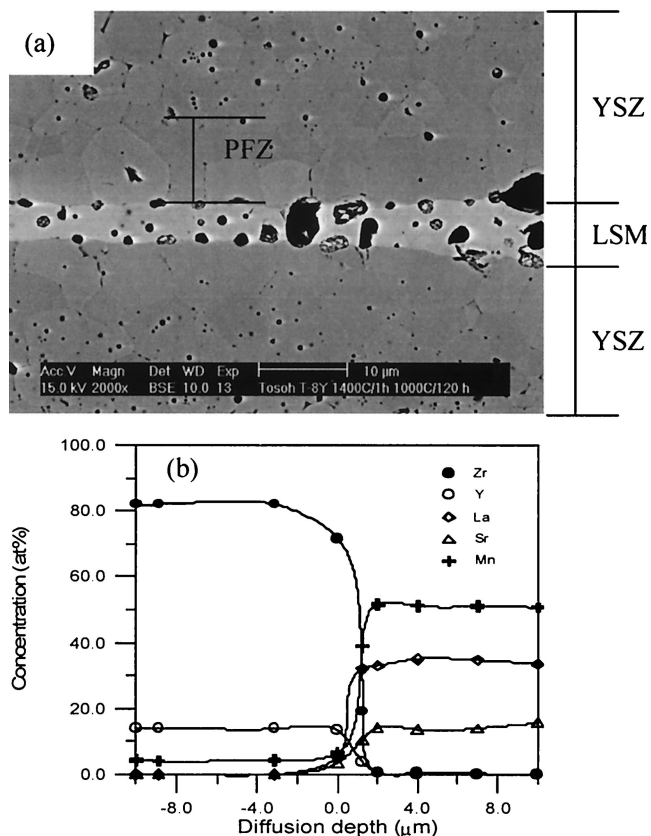 (a)
YSZ
PFZ
LSM
YSZ
10 μm
Acc V Magn Det WD Exp
15.0 kV 2000x BSE 10.0 13 Tosoh T-8Y 1400C/1h 1000C/120 h
(b)
Zr
Y
La
Sr
Mn
Concentration (at%)
100.0
80.0
60.0
40.0
20.0
0.0
-8.0 -4.0 0.0 4.0 8.0
Diffusion depth (μm)